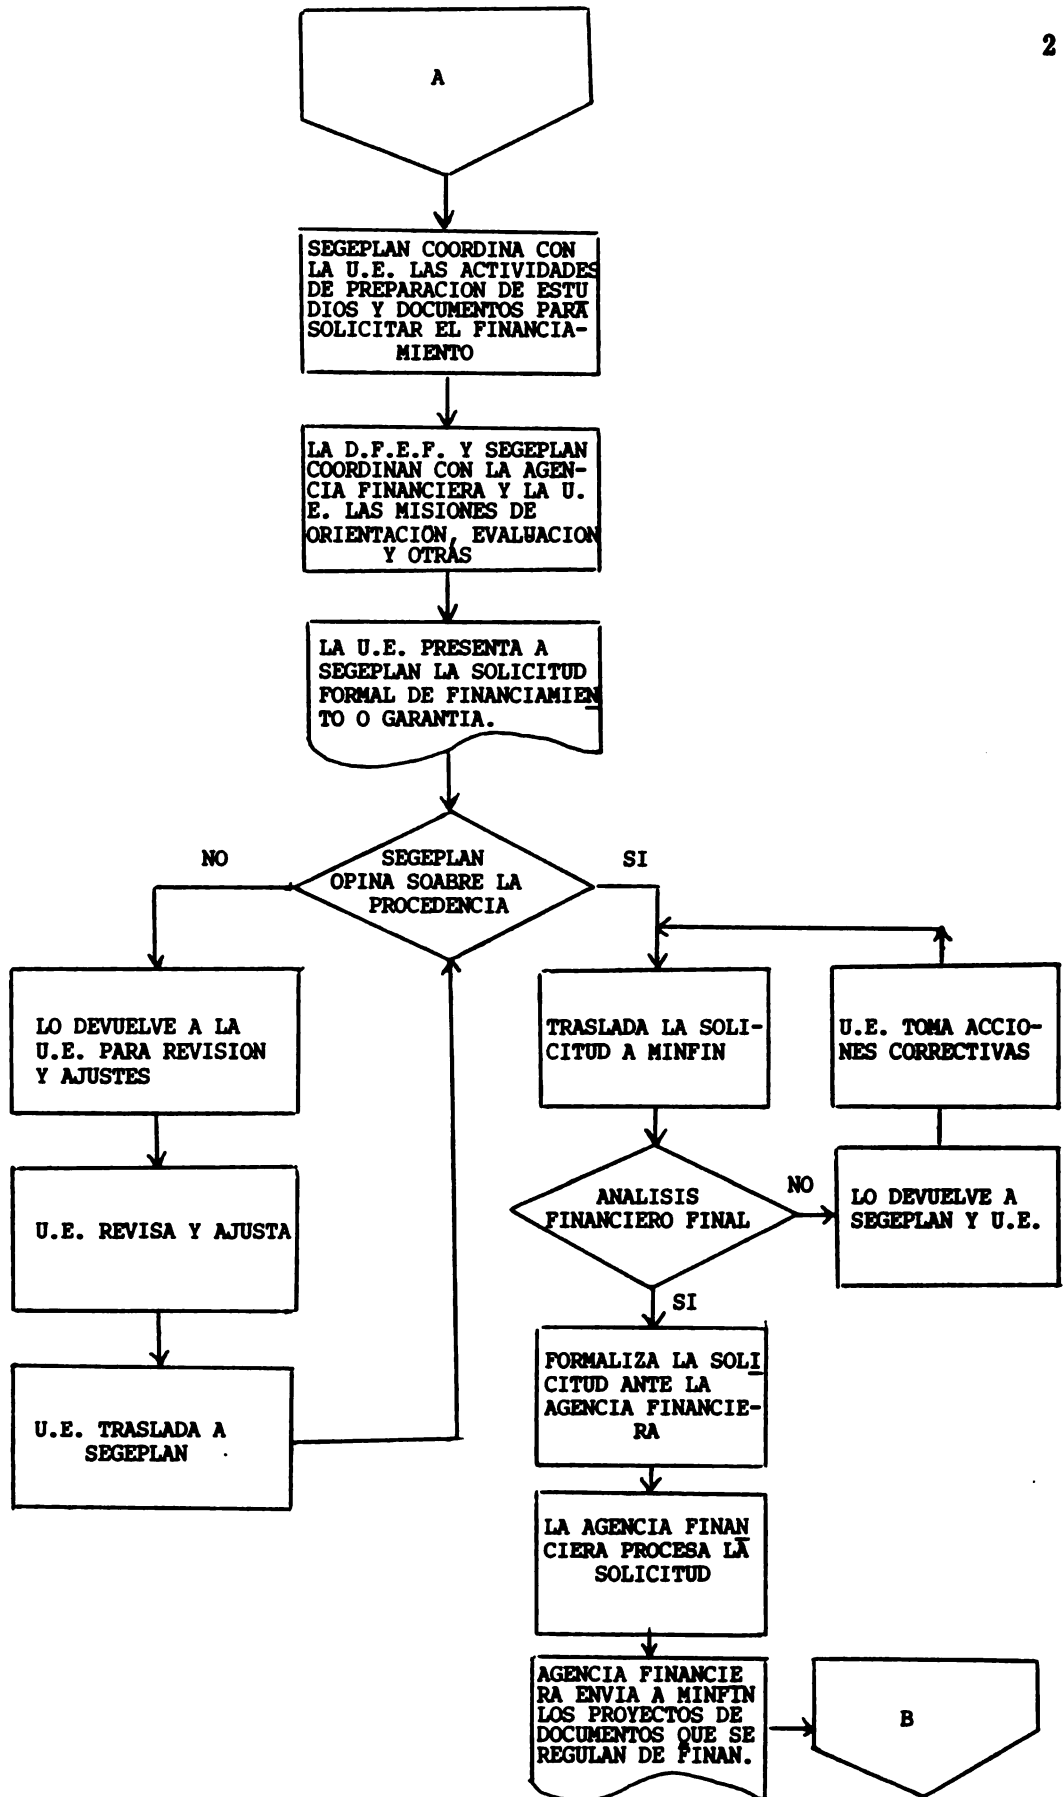 2
A
SEGEPLAN COORDINA CON
LA U.E. LAS ACTIVIDADES
DE PREPARACION DE ESTU
DIOS Y DOCUMENTOS PARA
SOLICITAR EL FINANCIA-
MIENTO
LA D.F.E.F. Y SEGEPLAN
COORDINAN CON LA AGEN-
CIA FINANCIERA Y LA U.
E. LAS MISIONES DE
ORIENTACION, EVALUACION
Y OTRAS
LA U.E. PRESENTA A
SEGEPLAN LA SOLICITUD
FORMAL DE FINANCIAMIEN
TO O GARANTIA.
SEGEPLAN
OPINA SOABRE LA
PROCEDENCIA
NO
SI
LO DEVUELVE A LA
U.E. PARA REVISION
Y AJUSTES
U.E. REVISA Y AJUSTA
U.E. TRASLADA A
SEGEPLAN
TRASLADA LA SOLI-
CITUD A MINFIN
U.E. TOMA ACCIO-
NES CORRECTIVAS
ANALISIS
FINANCIERO FINAL
NO
LO DEVUELVE A
SEGEPLAN Y U.E.
SI
FORMALIZA LA SOLI
CITUD ANTE LA
AGENCIA FINANCIE-
RA
LA AGENCIA FINAN
CIERA PROCESA LA
SOLICITUD
AGENCIA FINANCIE
RA ENVIA A MINFIN
LOS PROYECTOS DE
DOCUMENTOS QUE SE
REGULAN DE FINAN.
B